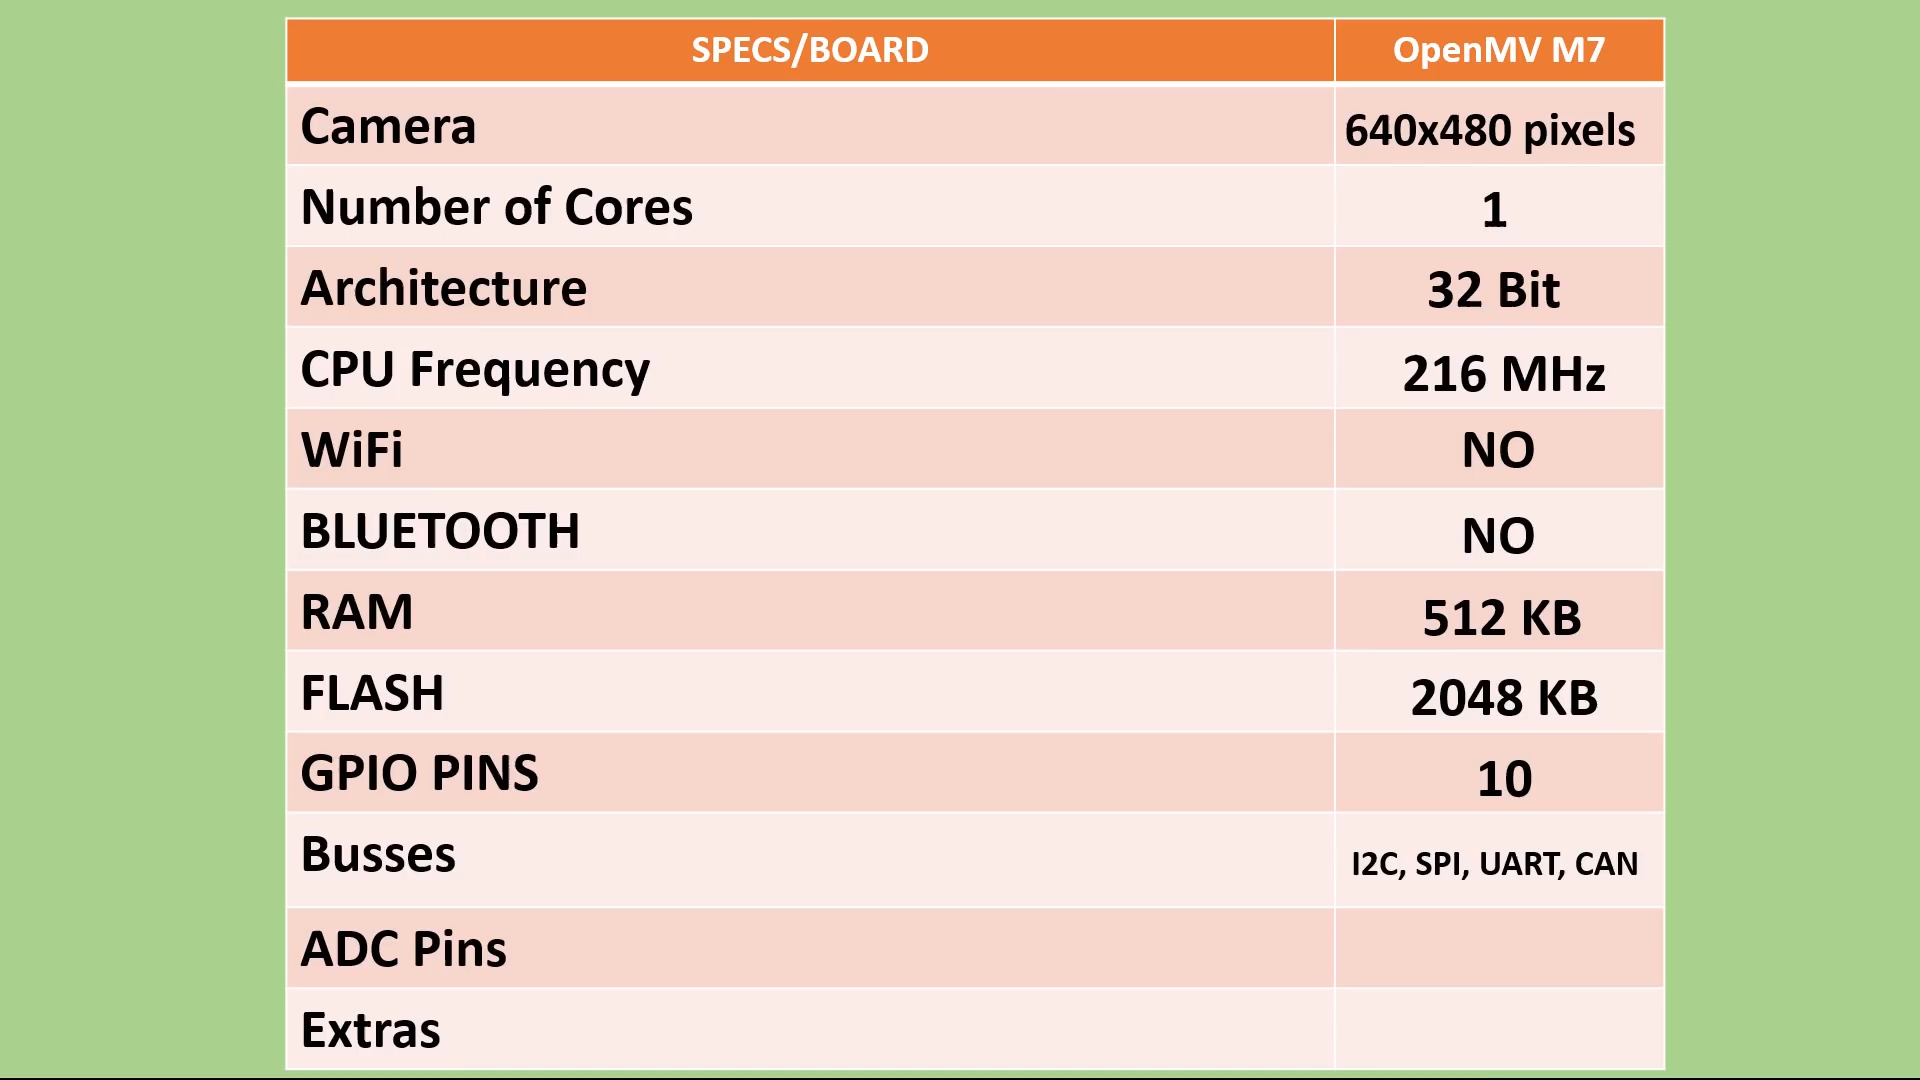 SPECS/BOARD OpenMV M7
Camera 640x480 pixels
Number of Cores 1
Architecture 32 Bit
CPU Frequency 216 MHz
WiFi NO
BLUETOOTH NO
RAM 512 KB
FLASH 2048 KB
GPIO PINS 10
Busses I2C, SPI, UART, CAN
ADC Pins
Extras